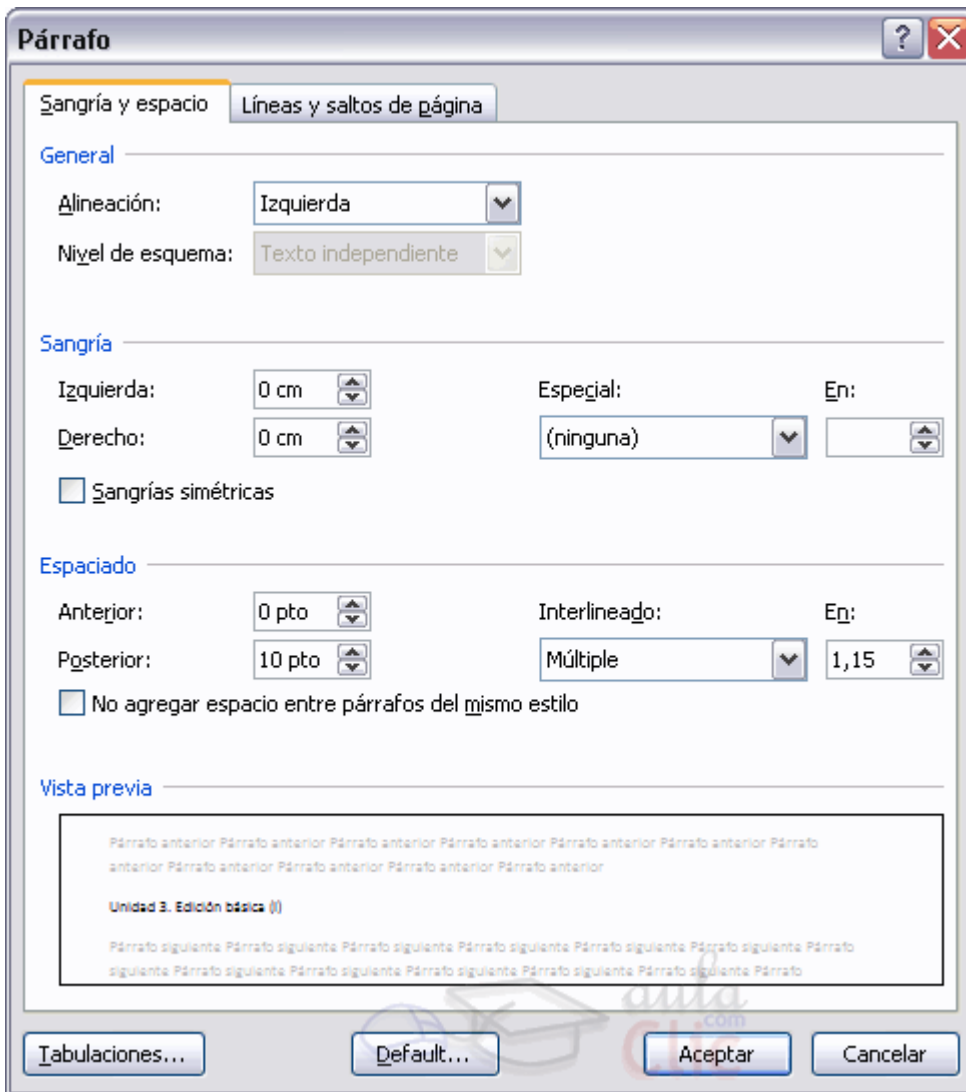 Párrafo
Sangría y espacio Líneas y saltos de página
General
Alineación: Izquierda
Nivel de esquema: Texto independiente
Sangría
Izquierda: 0 cm Especial: En:
Derecho: 0 cm (ninguna)
Sangrías simétricas
Espaciado
Anterior: 0 pto Interlineado: En:
Posterior: 10 pto Múltiple 1,15
No agregar espacio entre párrafos del mismo estilo
Vista previa
Párrafo anterior Párrafo anterior Párrafo anterior Párrafo anterior Párrafo anterior Párrafo anterior Párrafo
anterior Párrafo anterior Párrafo anterior Párrafo anterior Párrafo anterior
Unidad 3. Edición básica (I)
Párrafo siguiente Párrafo siguiente Párrafo siguiente Párrafo siguiente Párrafo siguiente Párrafo siguiente Párrafo
siguiente Párrafo siguiente Párrafo siguiente Párrafo siguiente Párrafo siguiente Párrafo siguiente Párrafo
aula
.com
Clic
Tabulaciones... Default... Aceptar Cancelar